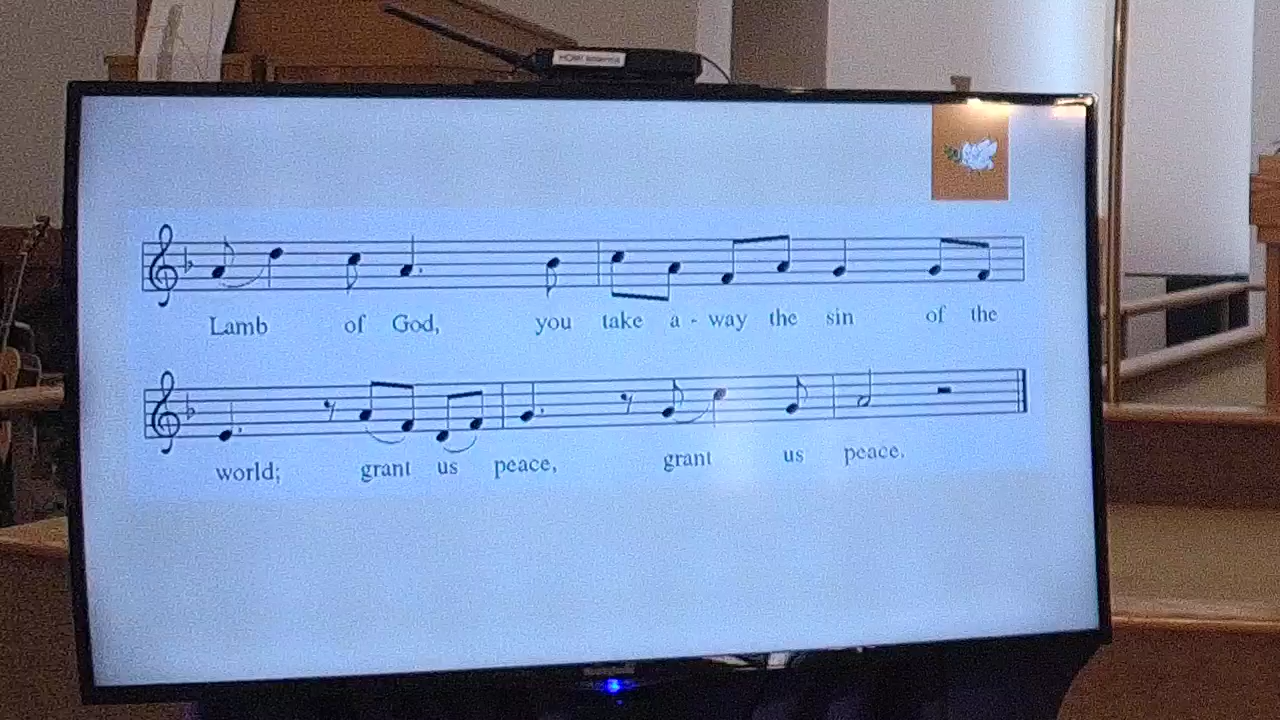 Lamb of God, you take a - way the sin of the
world; grant us peace, grant us peace.